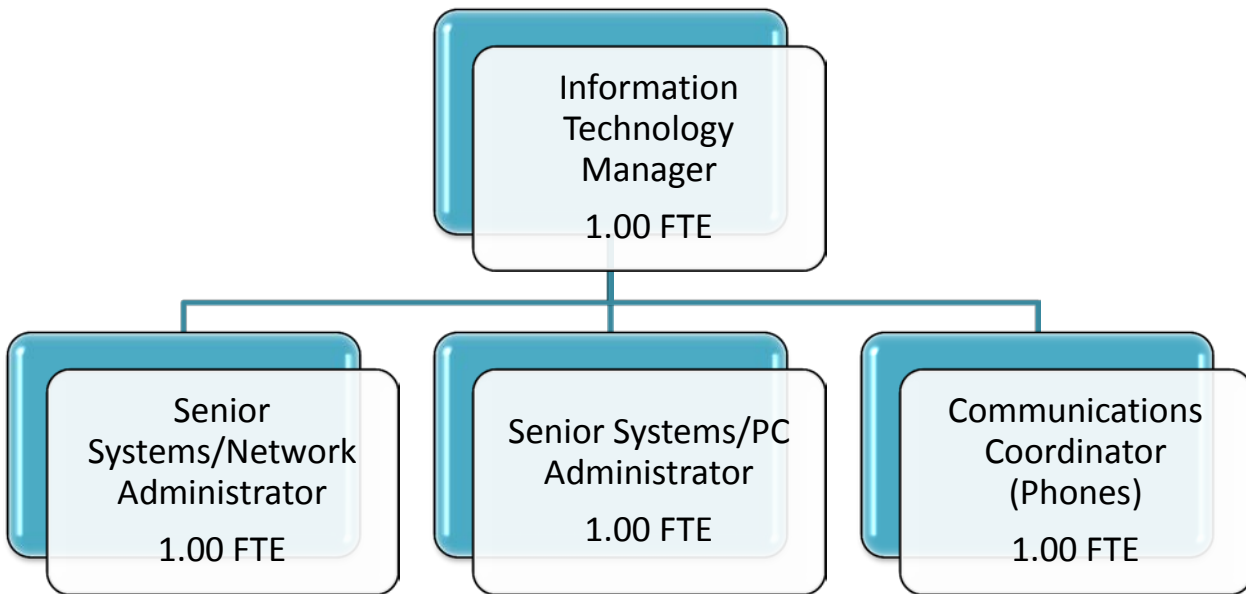 Information
Technology
Manager
1.00 FTE
Senior
Systems/Network
Administrator
1.00 FTE
Senior Systems/PC
Administrator
1.00 FTE
Communications
Coordinator
(Phones)
1.00 FTE